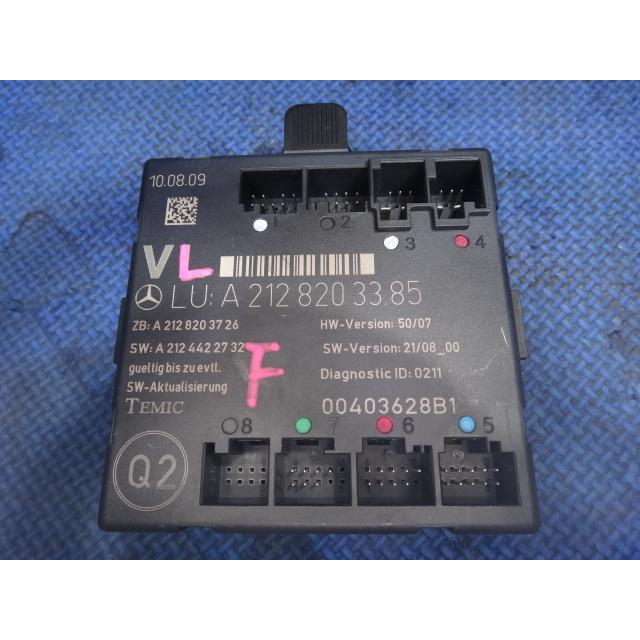 10.08.09
1 2 3 4
V L
LU: A 212 820 33.85
ZB: A 212 820 37 26 HW-Version: 50/07
SW: A 212 442 27 32 SW-Version: 21/08_00
F
gueltig bis zu evtl. Diagnostic ID: 0211
SW-Aktualisierung
TEMIC 00403628B1
8 7 6 5
Q2